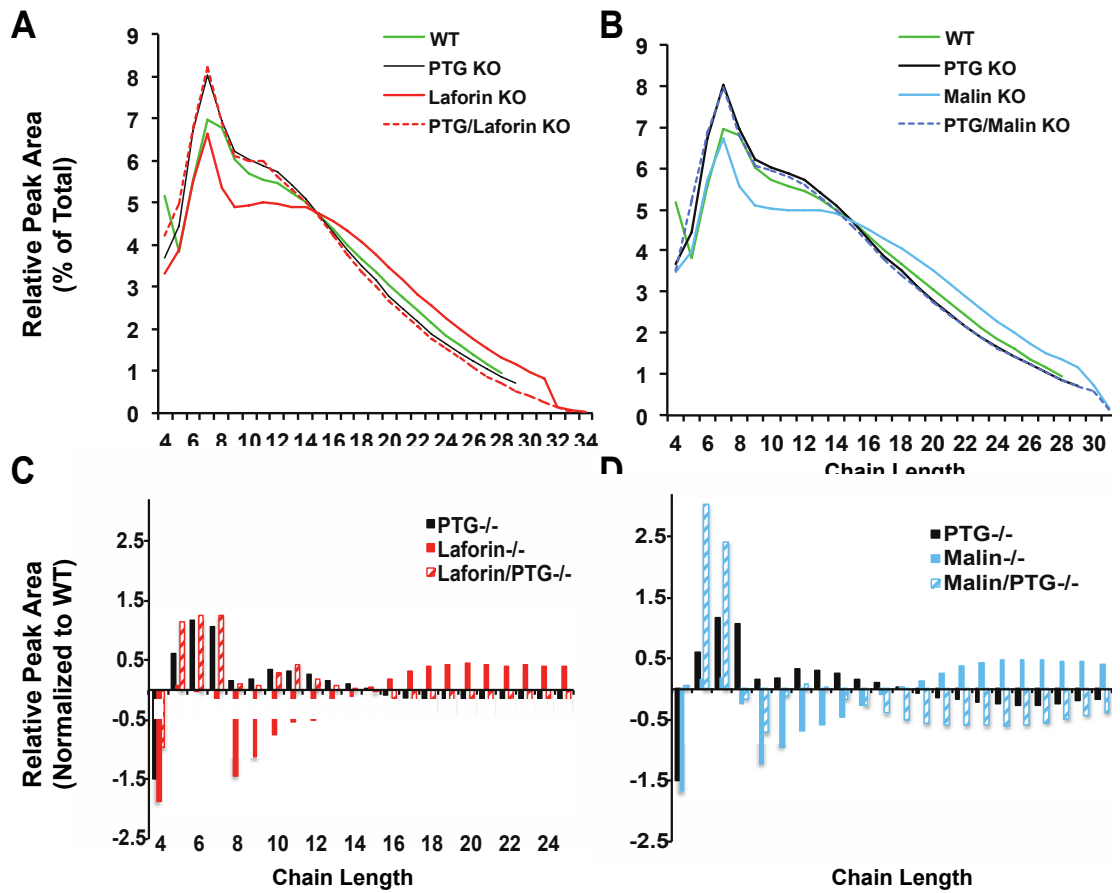 A
Relative Peak Area
(% of Total)
9
8
7
6
5
4
3
2
1
0
WT
PTG KO
Laforin KO
PTG/Laforin KO
4 6 8 10 12 14 16 18 20 22 24 26 28 30 32 34
B
9
8
7
6
5
4
3
2
1
0
WT
PTG KO
Malin KO
PTG/Malin KO
4 6 8 10 12 14 16 18 20 22 24 26 28 30
Chain Length
C
Relative Peak Area
(Normalized to WT)
2.5
1.5
0.5
-0.5
-1.5
-2.5
PTG-/-
Laforin-/-
Laforin/PTG-/-
4 6 8 10 12 14 16 18 20 22 24
Chain Length
D
2.5
1.5
0.5
-0.5
-1.5
-2.5
PTG-/-
Malin-/-
Malin/PTG-/-
Chain Length